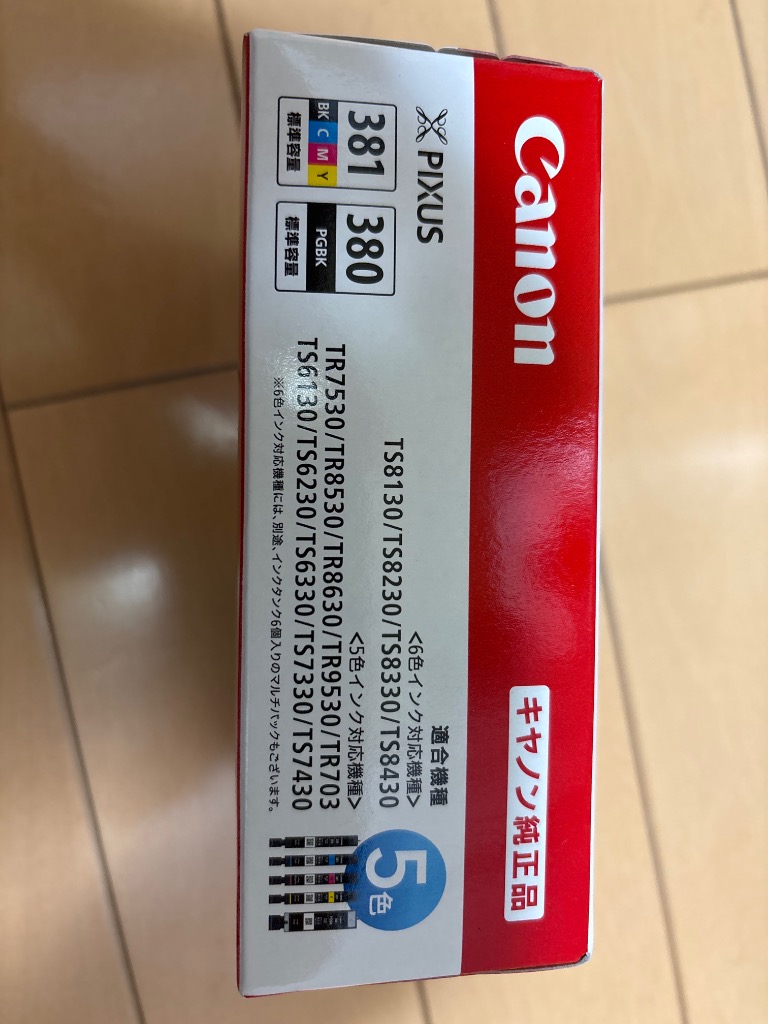 Canon
キヤノン純正品
PIXUS
381
BK C M Y
標準容量
380
PGBK
標準容量
適合機種
<6色インク対応機種>
TS8130/TS8230/TS8330/TS8430
<5色インク対応機種>
TR7530/TR8530/TR8630/TR9530/TR703
TS6130/TS6230/TS6330/TS7330/TS7430
※6色インク対応機種には、別途、インクタンク6個入りのマルチパックもございます。
5色